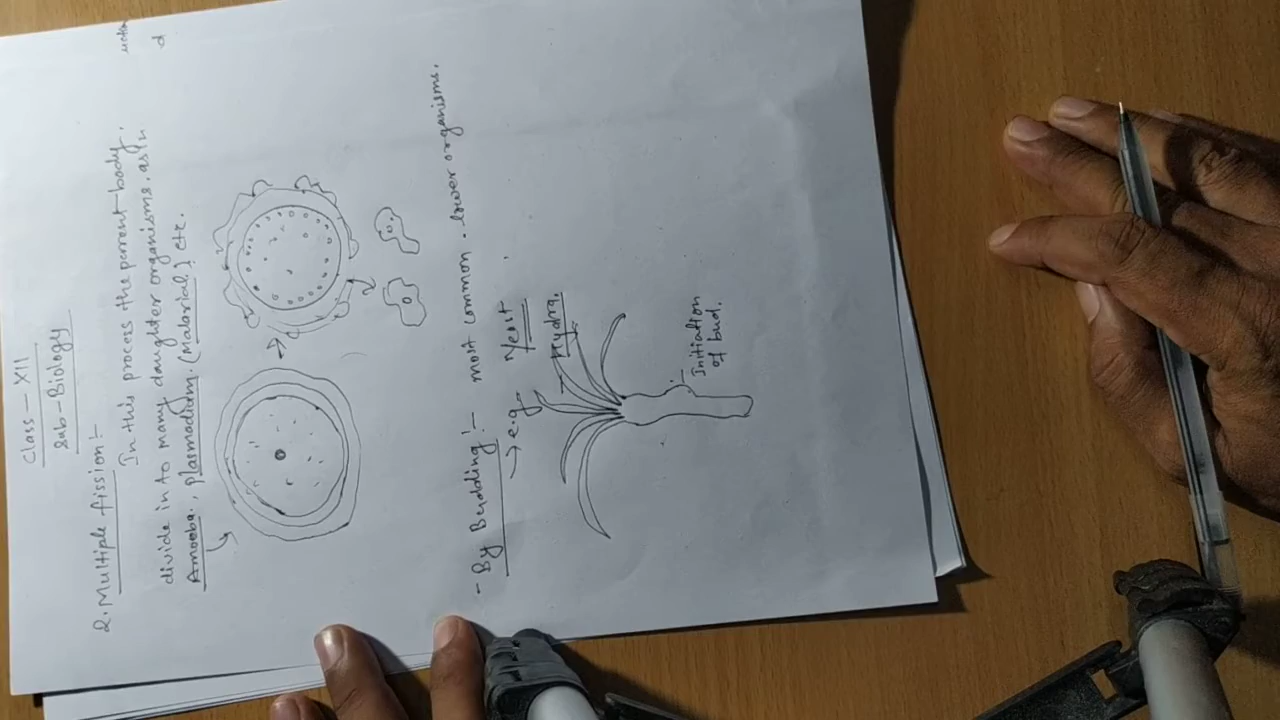 Class - XII
Sub - Biology
2. Multiple fission :-
In this process the parrent body.
divide in to many daughter organisms. as in
Amoeba., plasmodium. (Malarial) etc.
- By Budding :- most common. lower organisms.
→ e.g. Yeast
- Hydra.
Initiation
of bud.